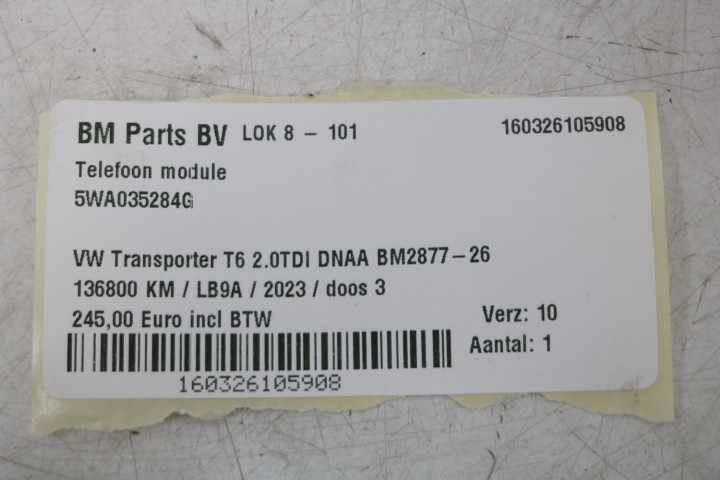 BM Parts BV LOK 8 - 101 160326105908
Telefoon module
5WA035284G
VW Transporter T6 2.0TDI DNAA BM2877-26
136800 KM / LB9A / 2023 / doos 3
245,00 Euro incl BTW Verz: 10
Aantal: 1
160326105908